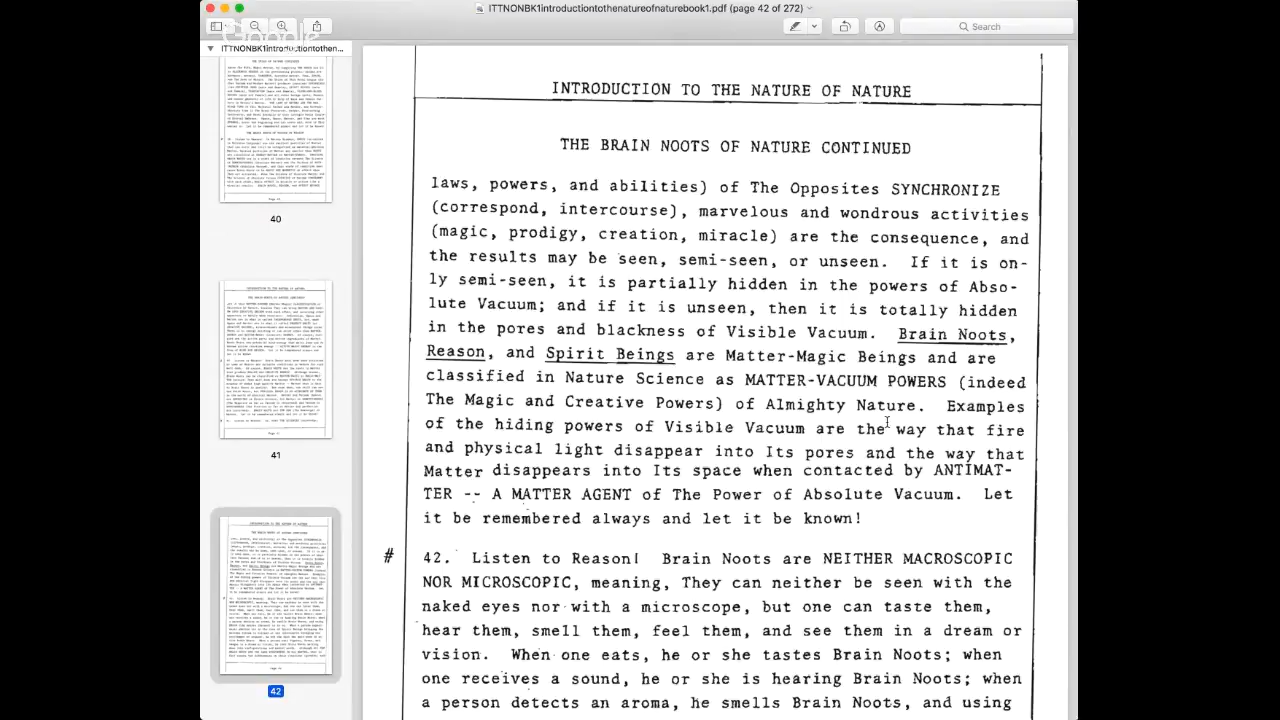 ITTNONBK1introductiontothenatureofnaturebook1.pdf (page 42 of 272)
Search
Google
ITTNONBK1introductiontothen...
40
41
42
INTRODUCTION TO THE NATURE OF NATURE
THE BRAIN NOOTS OF NATURE CONTINUED
laws, powers, and abilities) of The Opposites SYNCHRONIZE
(correspond, intercourse), marvelous and wondrous activities
(magic, prodigy, creation, miracle) are the consequence, and
the results may be seen, semi-seen, or unseen. If it is on-
ly semi-seen, it is partially hidden in the powers of Abso-
lute Vacuum; and if it is unseen, then it is totally hidden
in the pores and blackness of Visible Vacuum. Brain Noots,
Reason, and Spirit Beings are Matter-Magic Beings and are
classified in Nature Science as MATTER-VACUUM POWERS (indeed
The Magic and Creative Powers) of Almighty Nature. Examples
of the hiding powers of Visible Vacuum are the way that fire
and physical light disappear into Its pores and the way that
Matter disappears into Its space when contacted by ANTIMAT-
TER -- A MATTER AGENT of The Power of Absolute Vacuum. Let
it be remembered always and let it be known!
# 40. Listen to Reason! Brain Noots are NEITHER MACROSCOPIC
NOR MICROSCOPIC, meaning, They can neither be seen with the
naked eyes nor with a microscope, but one can taste them,
hear them, smell them, feel them, and see them in a dream!
When one eats food, he or she tastes Brain Noots; when
one receives a sound, he or she is hearing Brain Noots; when
a person detects an aroma, he smells Brain Noots, and using